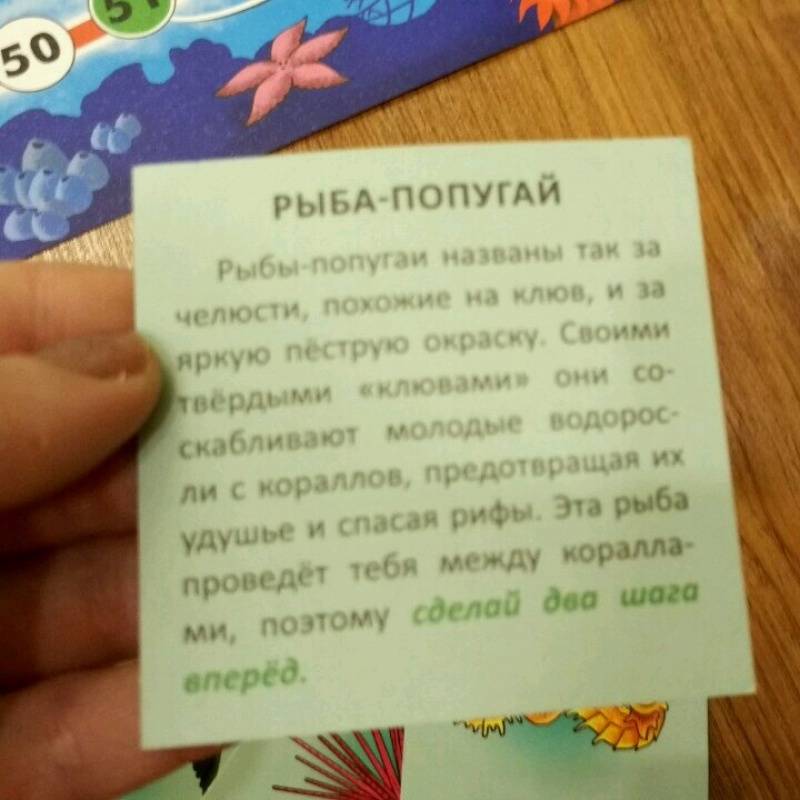 50
51
РЫБА-ПОПУГАЙ
Рыбы-попугаи названы так за
челюсти, похожие на клюв, и за
яркую пёструю окраску. Своими
твёрдыми «клювами» они со-
скабливают молодые водорос-
ли с кораллов, предотвращая их
удушье и спасая рифы. Эта рыба
проведёт тебя между коралла-
ми, поэтому сделай два шага
вперёд.